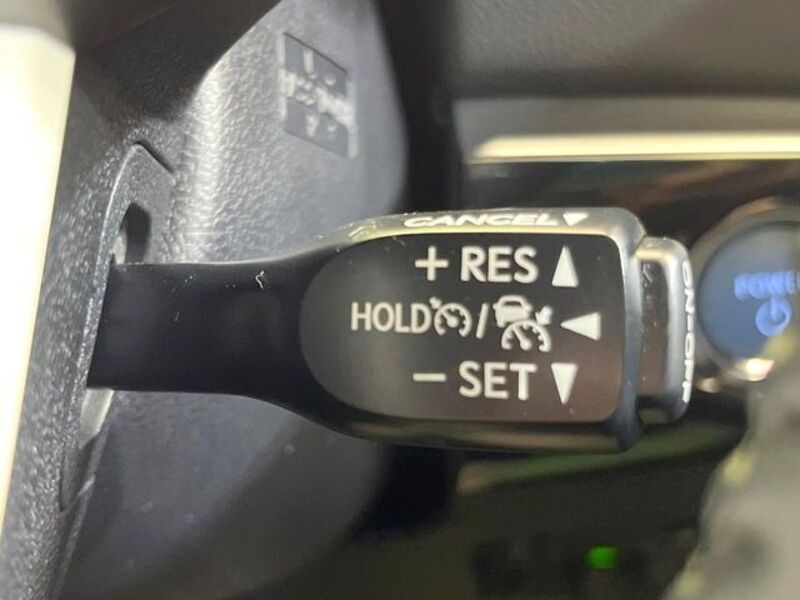 CANCEL▼
+ RES ▲
HOLD / ◀
− SET ▼
ON-OFF
POWER